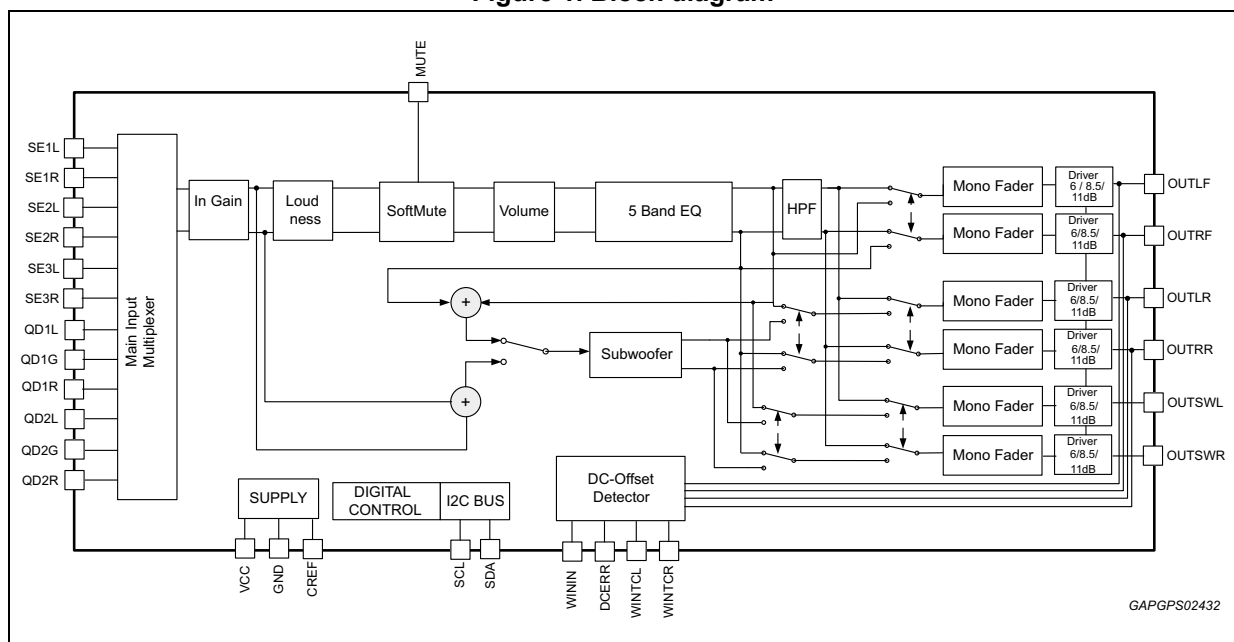 MUTE
SE1L
SE1R
SE2L
SE2R
SE3L
SE3R
QD1L
QD1G
QD1R
QD2L
QD2G
QD2R
Main Input
Multiplexer
In Gain
Loud
ness
SoftMute
Volume
5 Band EQ
HPF
+
+
Subwoofer
Mono Fader
Driver
6 / 8.5/
11dB
OUTLF
Mono Fader
Driver
6/8.5/
11dB
OUTRF
Mono Fader
Driver
6/8.5/
11dB
OUTLR
Mono Fader
Driver
6/8.5/
11dB
OUTRR
Mono Fader
Driver
6/8.5/
11dB
OUTSWL
Mono Fader
Driver
6/8.5/
11dB
OUTSWR
SUPPLY
DIGITAL
CONTROL
I2C BUS
DC-Offset
Detector
VCC
GND
CREF
SCL
SDA
WININ
DCERR
WINTCL
WINTCR
GAPGPS02432